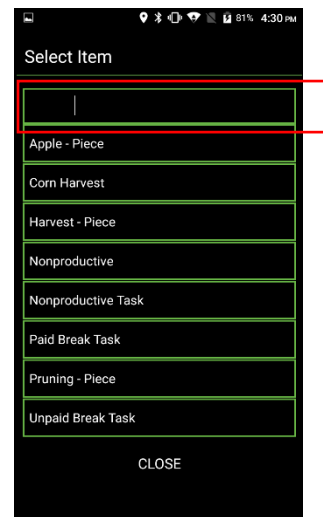 81% 4:30 PM
Select Item
Apple - Piece
Corn Harvest
Harvest - Piece
Nonproductive
Nonproductive Task
Paid Break Task
Pruning - Piece
Unpaid Break Task
CLOSE